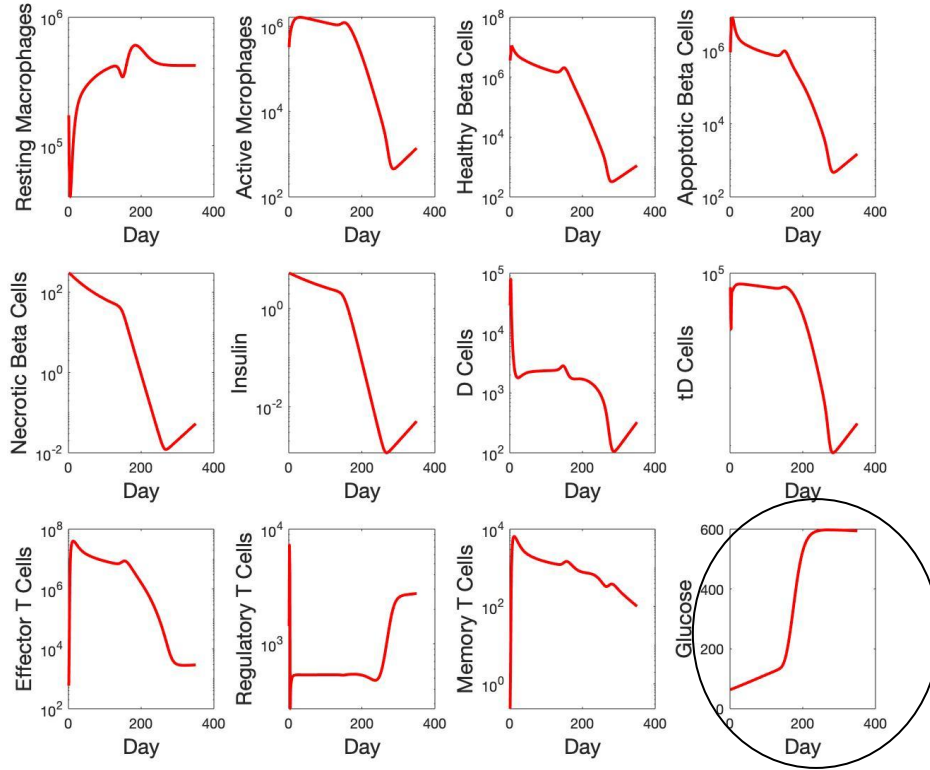 Resting Macrophages
10^6
10^5
0 200 400
Day
Active Mcrophages
10^6
10^4
10^2
0 200 400
Day
Healthy Beta Cells
10^8
10^6
10^4
10^2
0 200 400
Day
Apoptotic Beta Cells
10^6
10^4
10^2
0 200 400
Day
Necrotic Beta Cells
10^2
10^0
10^-2
0 200 400
Day
Insulin
10^0
10^-2
0 200 400
Day
D Cells
10^5
10^4
10^3
10^2
0 200 400
Day
tD Cells
10^5
0 200 400
Day
Effector T Cells
10^8
10^6
10^4
10^2
0 200 400
Day
Regulatory T Cells
10^4
10^3
0 200 400
Day
Memory T Cells
10^4
10^2
10^0
0 200 400
Day
Glucose
600
400
200
0
0 200 400
Day